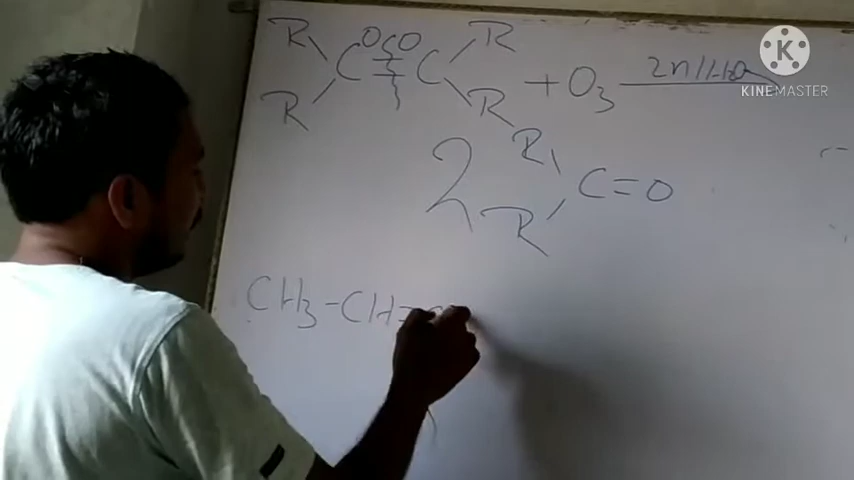 R O O R
C = C + O3 Zn/H2O
R R
R
2 C = O
R
CH3-CH=
KINEMASTER